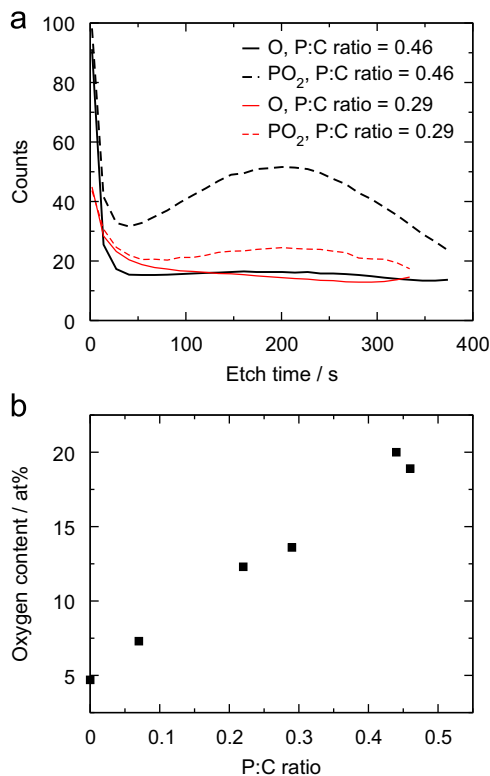 a
100
80
60
40
20
0
Counts
O, P:C ratio = 0.46
PO₂, P:C ratio = 0.46
O, P:C ratio = 0.29
PO₂, P:C ratio = 0.29
0 100 200 300 400
Etch time / s
b
20
15
10
5
Oxygen content / at%
0 0.1 0.2 0.3 0.4 0.5
P:C ratio